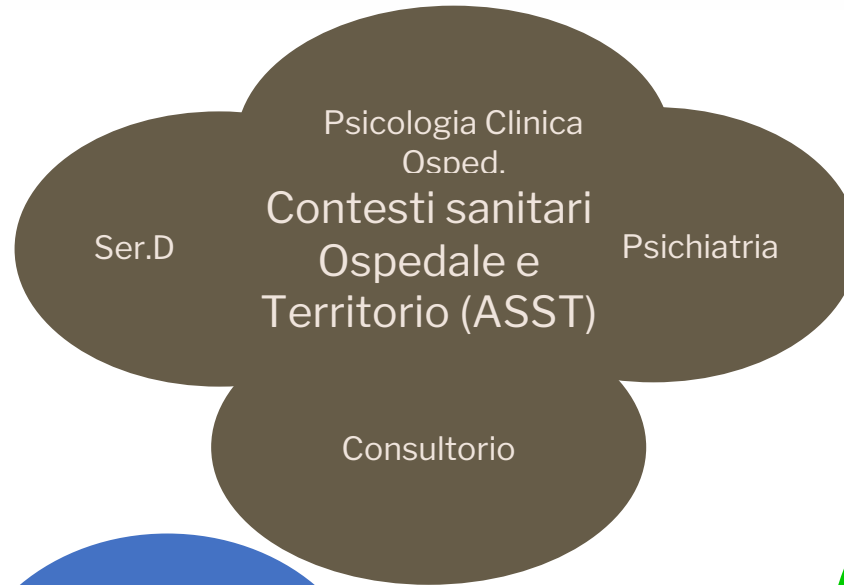 Psicologia Clinica
Osped.
Contesti sanitari
Ospedale e
Territorio (ASST)
Ser.D
Psichiatria
Consultorio